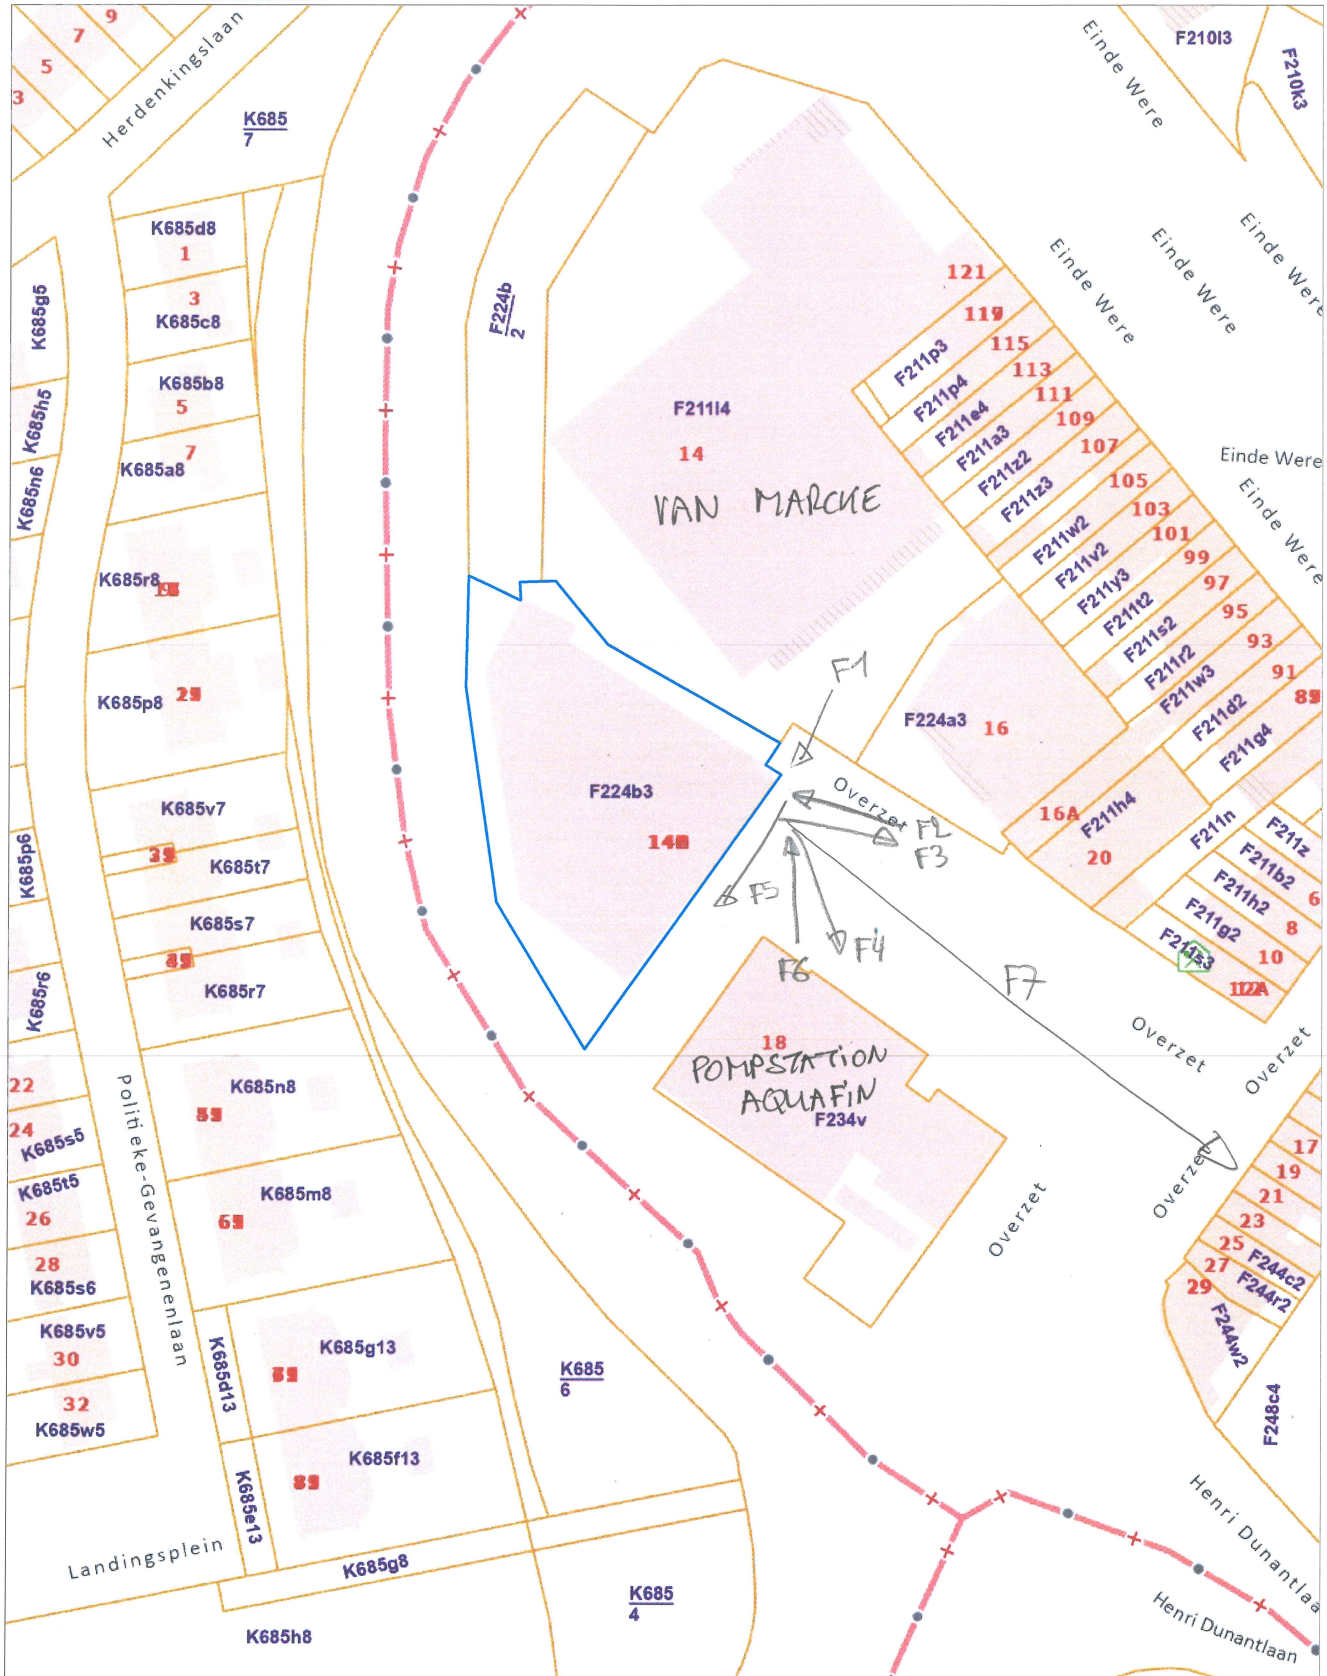 9
7
5
3
Herdenkingslaan
K685
7
Einde Were
F210l3
F210k3
K685d8
1
3
K685c8
K685b8
5
7
K685a8
K685r8
K685p8
K685v7
K685t7
K685s7
K685r7
K685n8
K685m8
K685g13
K685f13
K685d13
K685e13
K685g8
K685h8
K685g5
K685h5
K685n6
K685p6
K685r6
22
24
K685s5
K685t5
26
28
K685s6
K685v5
30
32
K685w5
Politieke-Gevangenenlaan
Landingsplein
F224b
2
F211l4
14
VAN MARCKE
121
115
113
111
109
107
105
103
101
99
97
95
93
91
F211p3
F211p4
F211e4
F211a3
F211z2
F211z3
F211w2
F211v2
F211y3
F211t2
F211s2
F211r2
F211w3
F211d2
F211g4
Einde Were
Einde Were
Einde Were
Einde Were
Einde Were
F224b3
F224a3
16
16A
F211h4
20
F211n
F211z
F211b2
6
F211h2
8
F211g2
10
F211s3
F1
Overzet
F2
F3
F5
F4
F6
F7
18
POMPSTATION
AQUAFIN
F234v
Overzet
Overzet
Overzet
Overzet
17
19
21
23
25
27
29
F244c2
F244r2
F244w2
F248c4
K685
6
K685
4
Henri Dunantlaa
Henri Dunantlaan